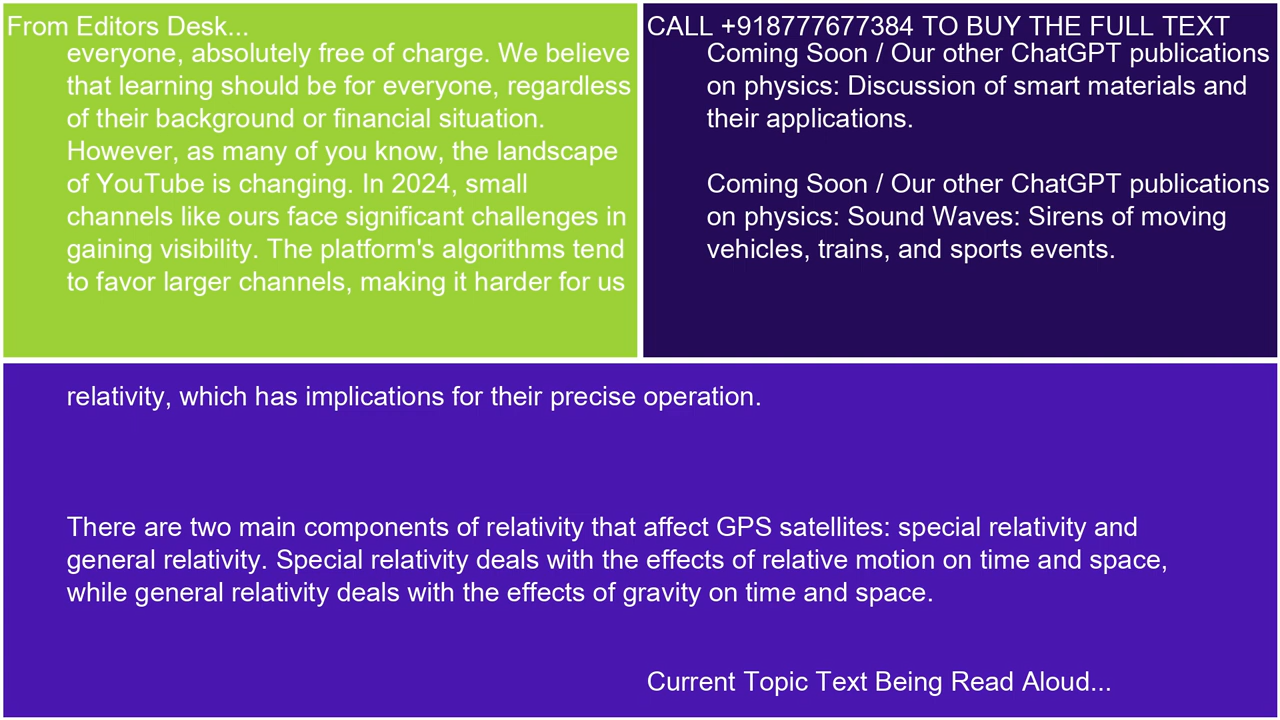 From Editors Desk...
everyone, absolutely free of charge. We believe
that learning should be for everyone, regardless
of their background or financial situation.
However, as many of you know, the landscape
of YouTube is changing. In 2024, small
channels like ours face significant challenges in
gaining visibility. The platform's algorithms tend
to favor larger channels, making it harder for us
CALL +918777677384 TO BUY THE FULL TEXT
Coming Soon / Our other ChatGPT publications
on physics: Discussion of smart materials and
their applications.
Coming Soon / Our other ChatGPT publications
on physics: Sound Waves: Sirens of moving
vehicles, trains, and sports events.
relativity, which has implications for their precise operation.
There are two main components of relativity that affect GPS satellites: special relativity and
general relativity. Special relativity deals with the effects of relative motion on time and space,
while general relativity deals with the effects of gravity on time and space.
Current Topic Text Being Read Aloud...